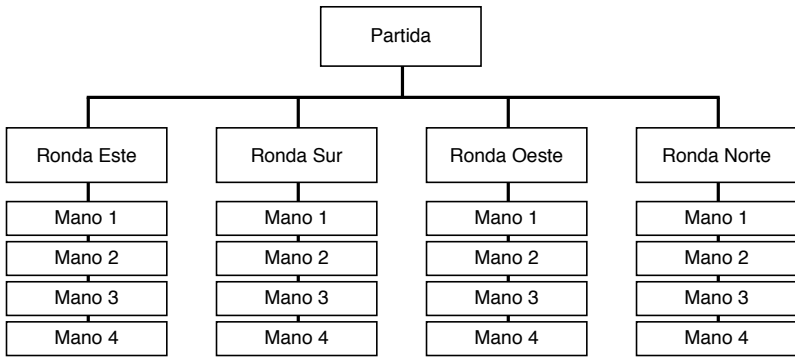 Partida
Ronda Este
Ronda Sur
Ronda Oeste
Ronda Norte
Mano 1
Mano 1
Mano 1
Mano 1
Mano 2
Mano 2
Mano 2
Mano 2
Mano 3
Mano 3
Mano 3
Mano 3
Mano 4
Mano 4
Mano 4
Mano 4